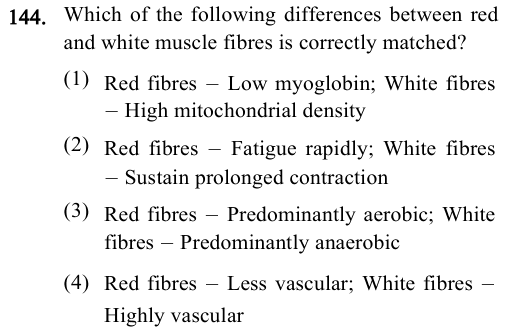 144. Which of the following differences between red
and white muscle fibres is correctly matched?
(1) Red fibres – Low myoglobin; White fibres
– High mitochondrial density
(2) Red fibres – Fatigue rapidly; White fibres
– Sustain prolonged contraction
(3) Red fibres – Predominantly aerobic; White
fibres – Predominantly anaerobic
(4) Red fibres – Less vascular; White fibres –
Highly vascular